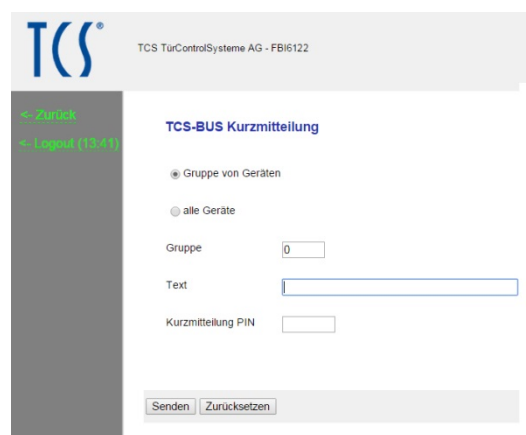 TCS®
TCS TürControlSysteme AG - FBI6122
<- Zurück
<- Logout (13:41)
TCS-BUS Kurzmitteilung
Gruppe von Geräten
alle Geräte
Gruppe 0
Text
Kurzmitteilung PIN
Senden Zurücksetzen